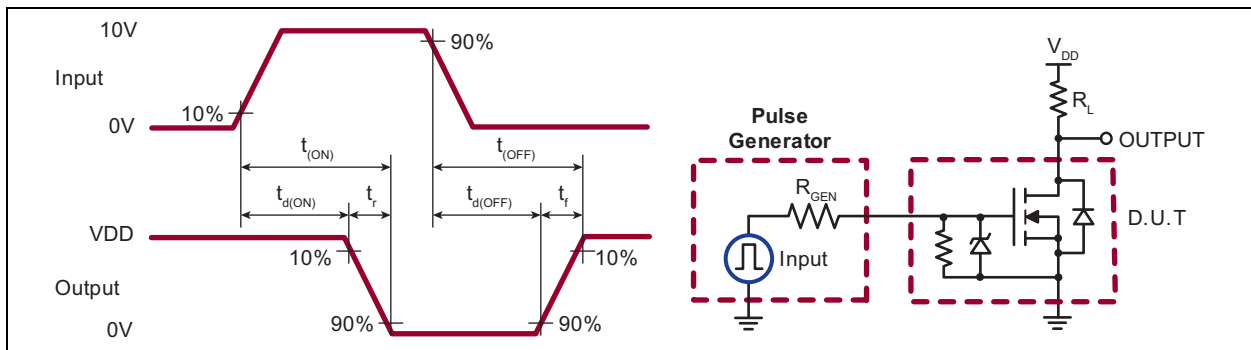 10V
90%
Input
10%
0V
t(ON)
t(OFF)
td(ON)
tr
td(OFF)
tf
VDD
10%
10%
Output
90%
90%
0V
VDD
RL
Pulse
Generator
OUTPUT
RGEN
D.U.T
Input